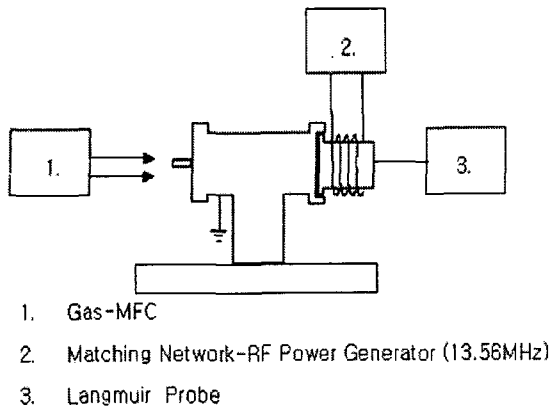 2.
1.
3.
1. Gas-MFC
2. Matching Network-RF Power Generator (13.56MHz)
3. Langmuir Probe